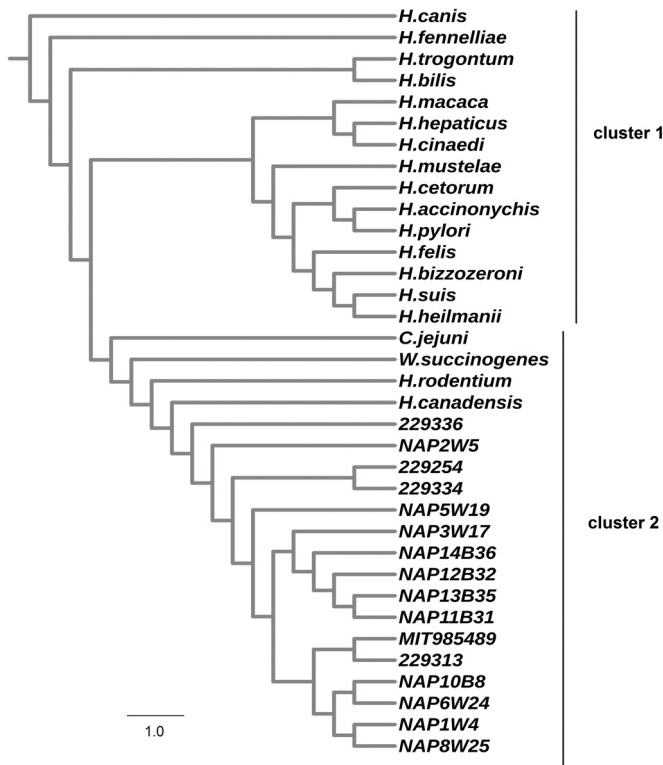 H.canis
H.fennelliae
H.trogontum
H.bilis
H.macaca
H.hepaticus
H.cinaedi
H.mustelae
H.cetorum
H.accinonychis
H.pylori
H.felis
H.bizzozeroni
H.suis
H.heilmanii
cluster 1
C.jejuni
W.succinogenes
H.rodentium
H.canadensis
229336
NAP2W5
229254
229334
NAP5W19
NAP3W17
NAP14B36
NAP12B32
NAP13B35
NAP11B31
MIT985489
229313
NAP10B8
NAP6W24
NAP1W4
NAP8W25
cluster 2
1.0